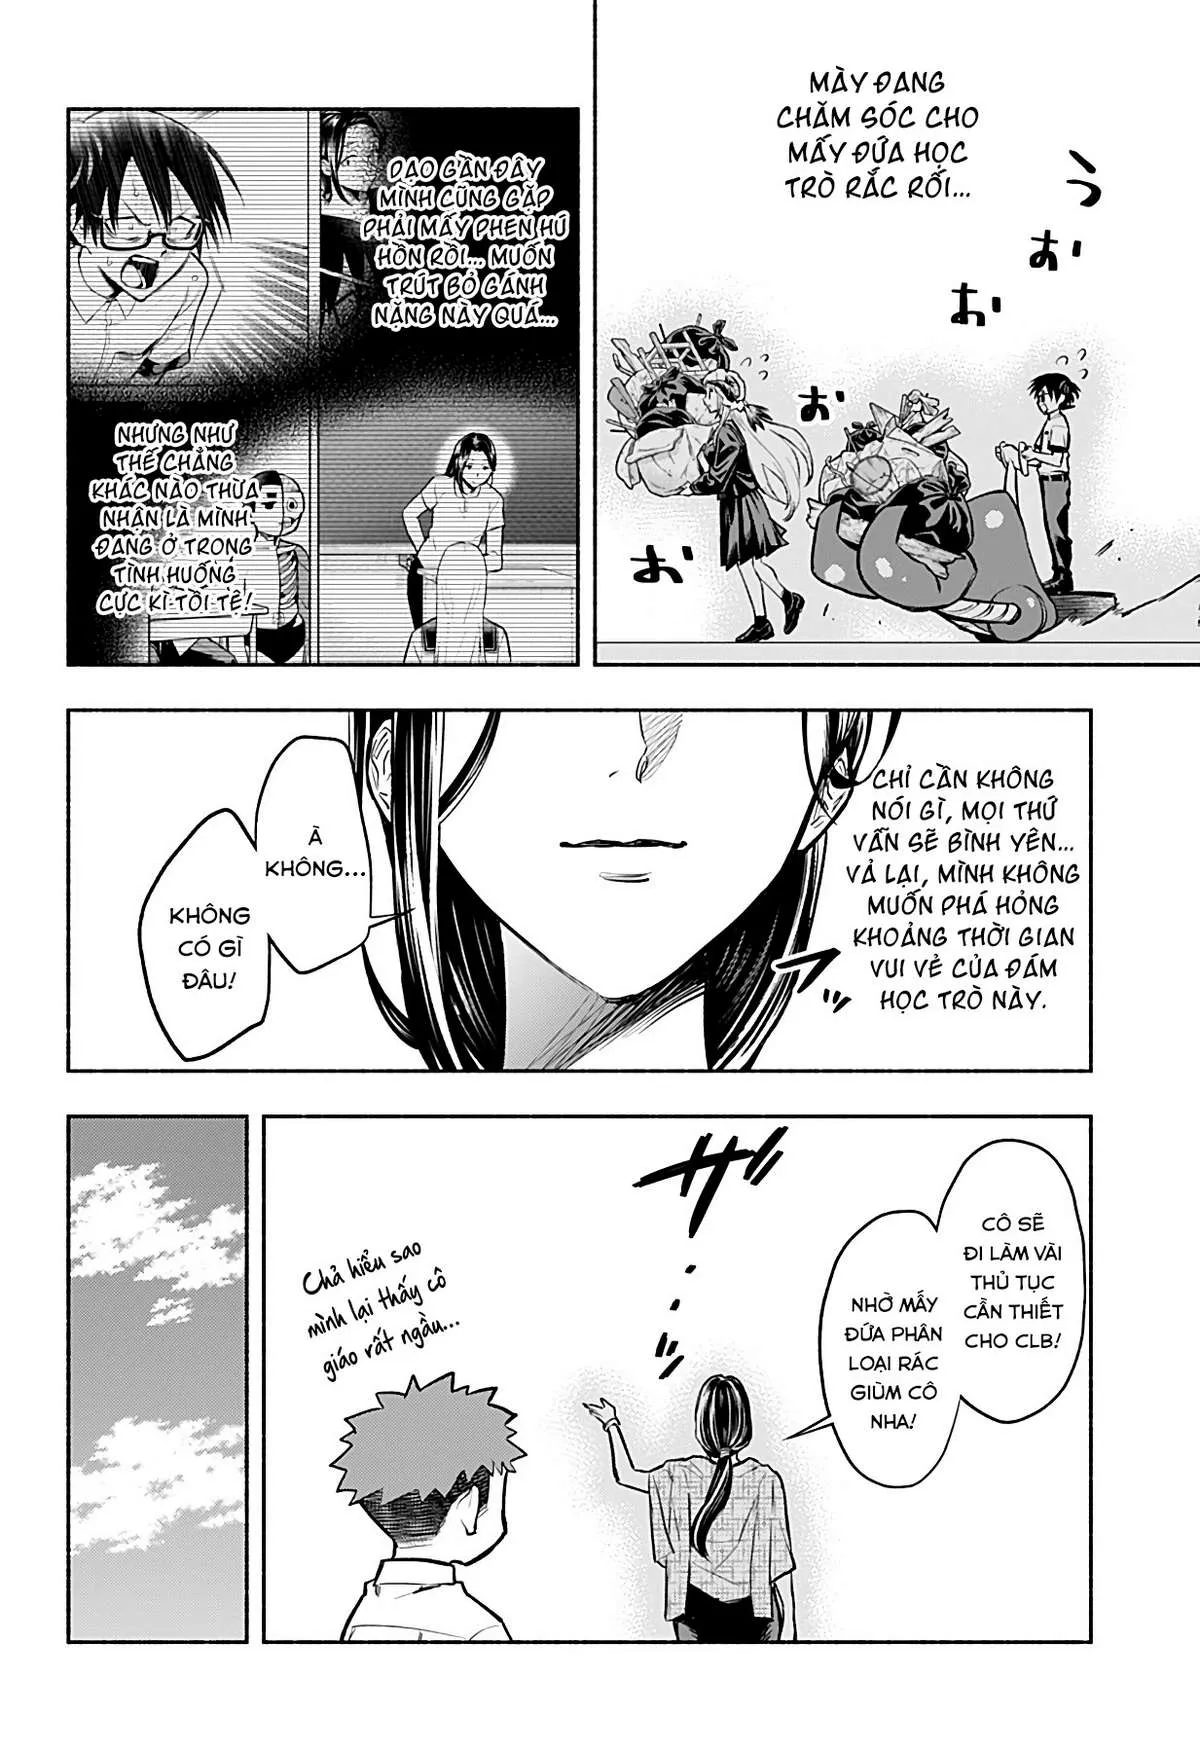 MÀY ĐANG
CHĂM SÓC CHO
MẤY ĐỨA HỌC
TRÒ RẮC RỐI...
う
お
お
お
お
DẠO GẦN ĐÂY
MÌNH CŨNG GẶP
PHẢI MẤY PHEN HÚ
HỒN RỒI... MUỐN
TRÚT BỎ GÁNH
NẶNG NÀY QUÁ...
NHƯNG NHƯ
THẾ CHẲNG
KHÁC NÀO THỪA
NHẬN LÀ MÌNH
ĐANG Ở TRONG
TÌNH HUỐNG
CỰC KÌ TỒI TỆ!
CHỈ CẦN KHÔNG
NÓI GÌ, MỌI THỨ
VẪN SẼ BÌNH YÊN...
VẢ LẠI, MÌNH KHÔNG
MUỐN PHÁ HỎNG
KHOẢNG THỜI GIAN
VUI VẺ CỦA ĐÁM
HỌC TRÒ NÀY.
À
KHÔNG...
KHÔNG
CÓ GÌ
ĐÂU!
CÔ SẼ
ĐI LÀM VÀI
THỦ TỤC
CẦN THIẾT
CHO CLB!
NHỜ MẤY
ĐỨA PHÂN
LOẠI RÁC
GIÙM CÔ
NHA!
Chả hiểu sao
mình lại thấy cô
giáo rất ngầu...